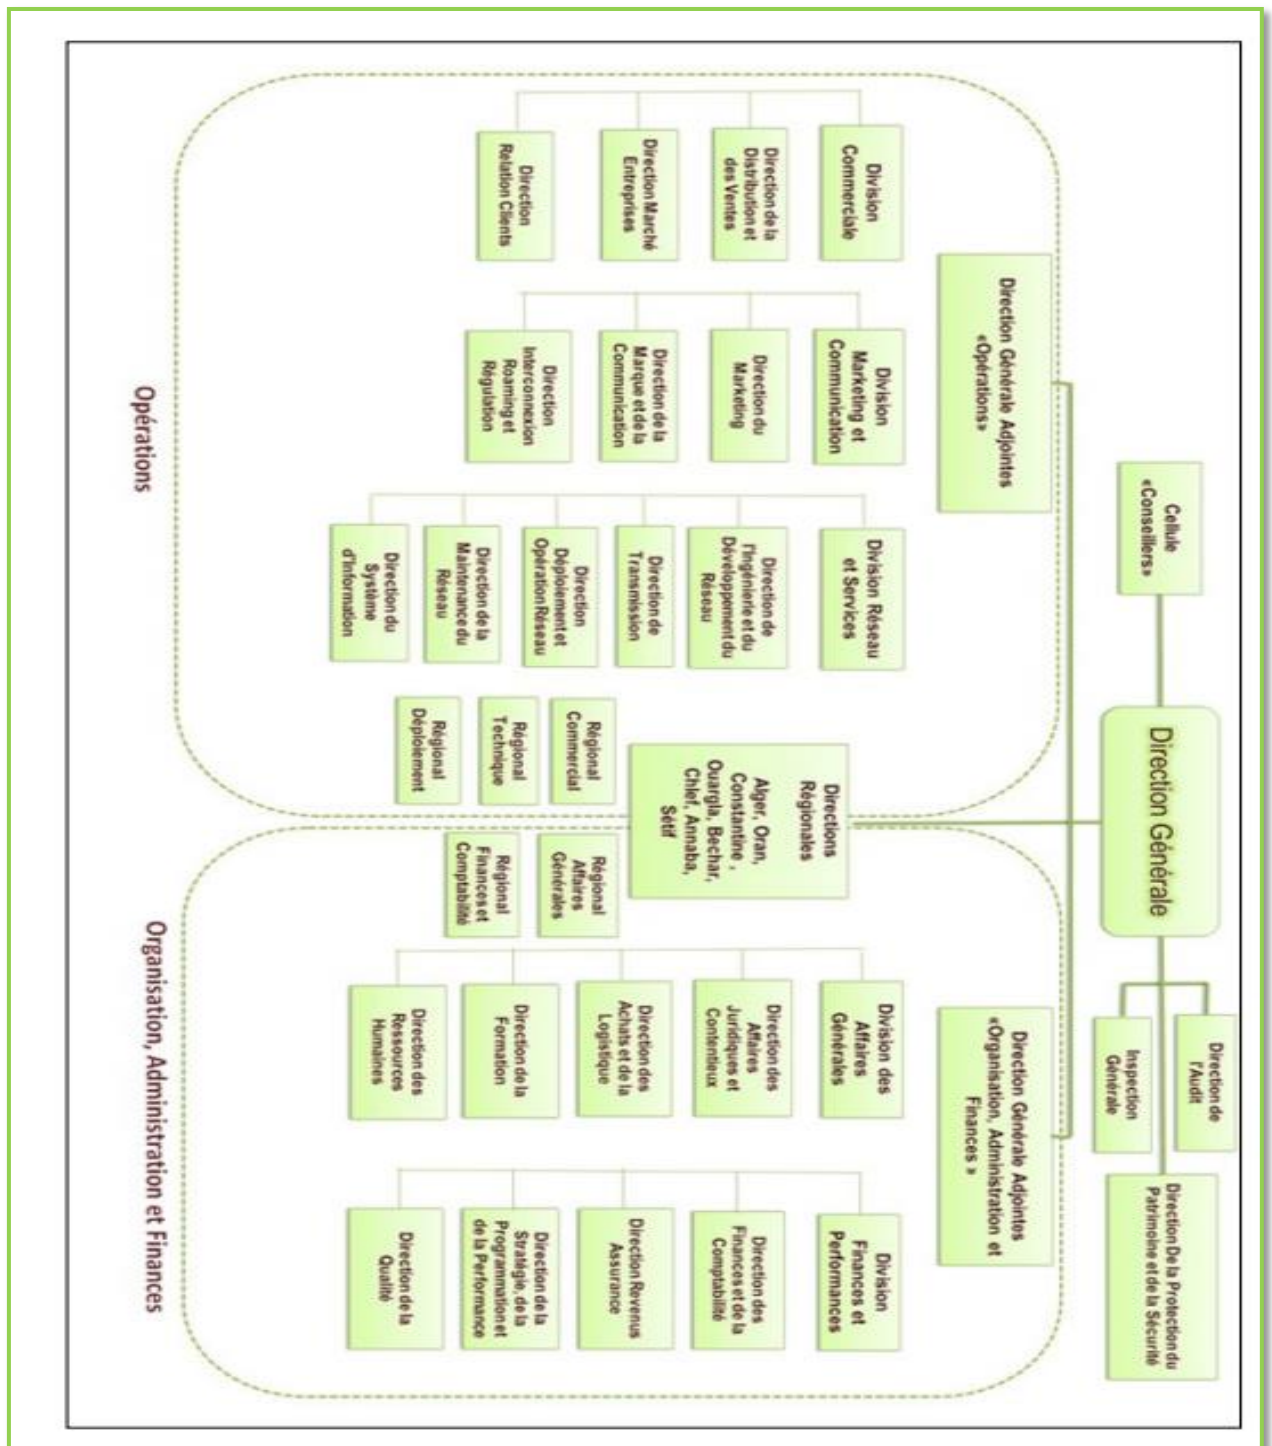 Direction Générale
Cellule
«Conseillers»
Direction de
l'Audit
Inspection
Générale
Direction De la Protection du
Patrimoine et de la Sécurité
Direction Générale Adjointes
«Opérations»
Direction Générale Adjointes
«Organisation, Administration et
Finances »
Division
Commerciale
Direction de la
Distribution et
des Ventes
Direction Marché
Entreprises
Direction
Relation Clients
Division
Marketing et
Communication
Direction du
Marketing
Direction de la
Marque et de la
Communication
Direction
Interconnexion
Roaming et
Régulation
Division Réseau
et Services
Direction de
l'Ingénierie et du
Développement du
Réseau
Direction de
Transmission
Direction
Déploiement et
Opération Réseau
Direction de la
Maintenance du
Réseau
Direction du
Système
d'Information
Directions
Régionales
Alger, Oran,
Constantine ,
Ouargla, Bechar,
Chlef, Annaba,
Sétif
Régional
Commercial
Régional
Technique
Régional
Déploiement
Régional
Affaires
Générales
Régional
Finances et
Comptabilité
Division des
Affaires
Générales
Direction des
Affaires
Juridiques et
Contentieux
Direction des
Achats et de la
Logistique
Direction de la
Formation
Direction des
Ressources
Humaines
Division
Finances et
Performances
Direction des
Finances et de la
Comptabilité
Direction Revenus
Assurance
Direction de la
Stratégie, de la
Programmation et
de la Performance
Direction de la
Qualité
Opérations
Organisation, Administration et Finances